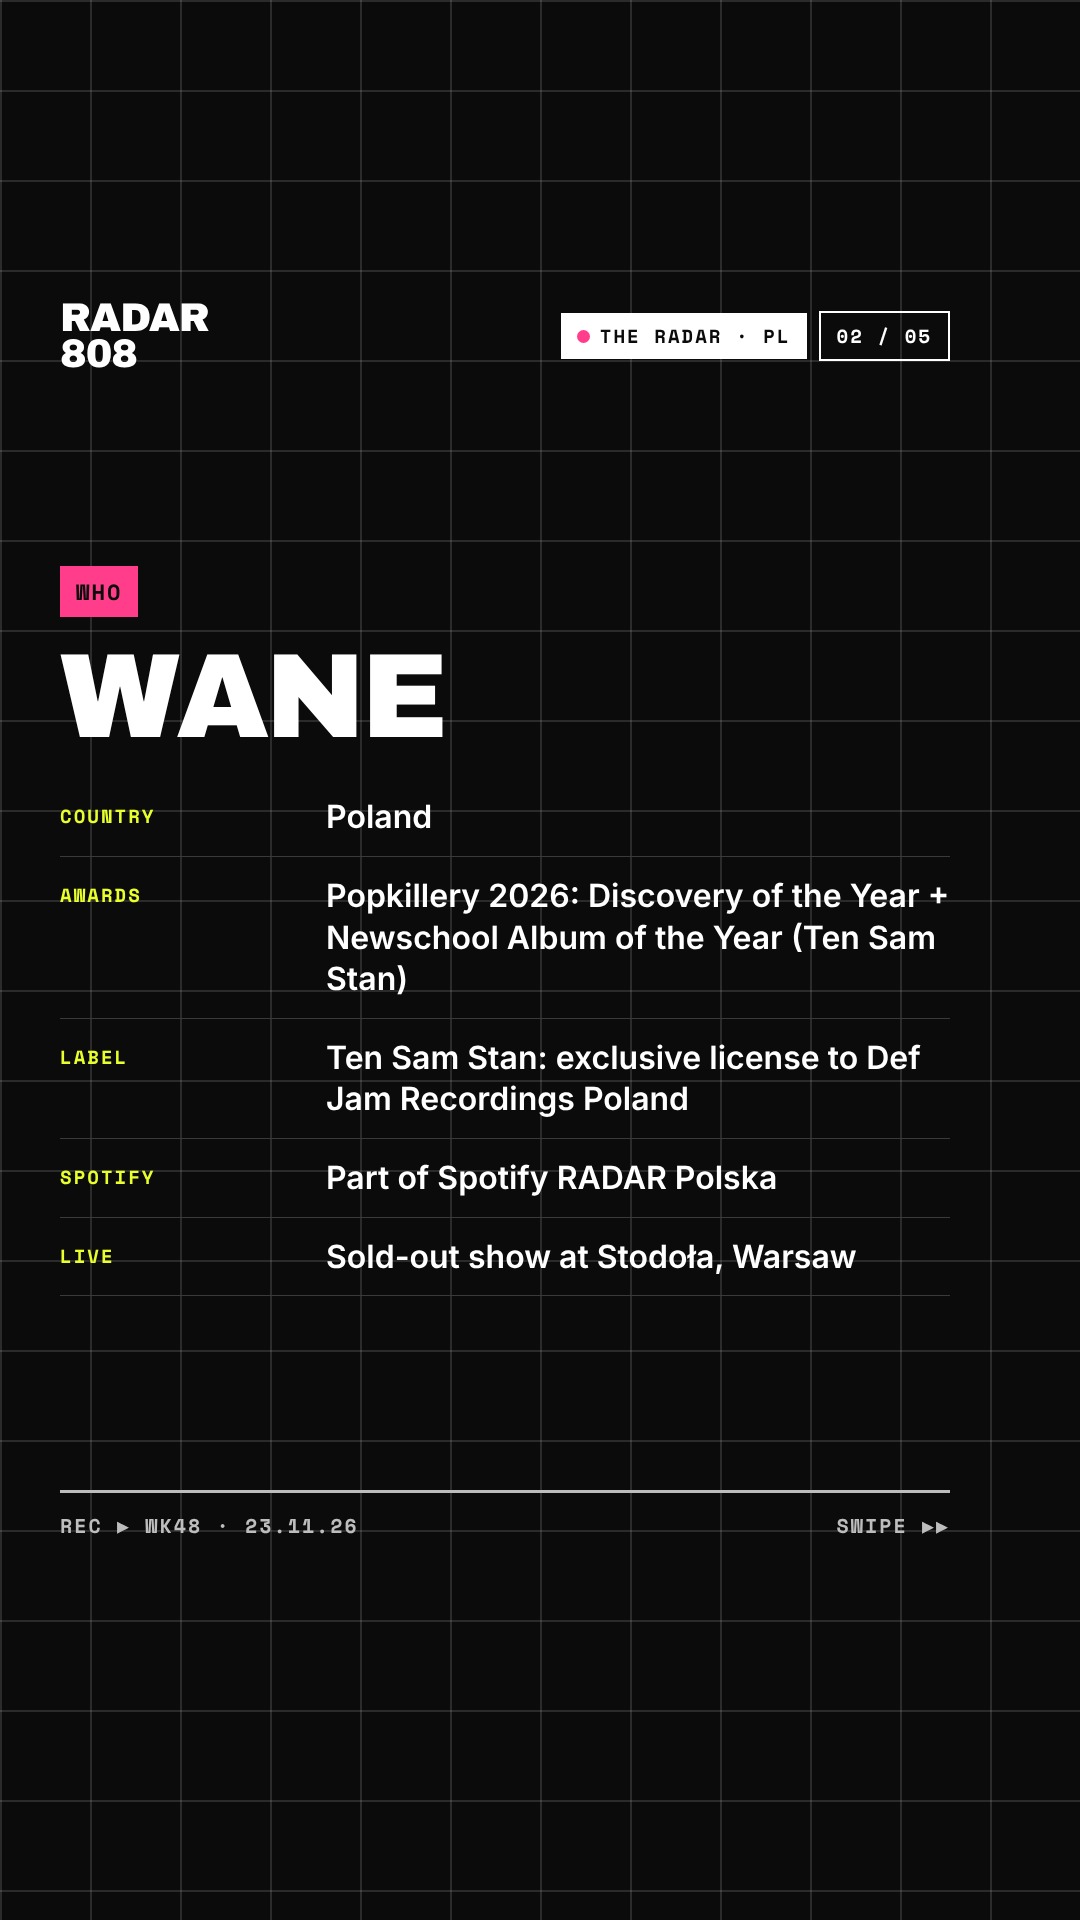 RADAR
808
THE RADAR · PL
02 / 05
WHO
WANE
COUNTRY
Poland
AWARDS
Popkillery 2026: Discovery of the Year +
Newschool Album of the Year (Ten Sam
Stan)
LABEL
Ten Sam Stan: exclusive license to Def
Jam Recordings Poland
SPOTIFY
Part of Spotify RADAR Polska
LIVE
Sold-out show at Stodoła, Warsaw
REC ▶ WK48 · 23.11.26
SWIPE ▶▶